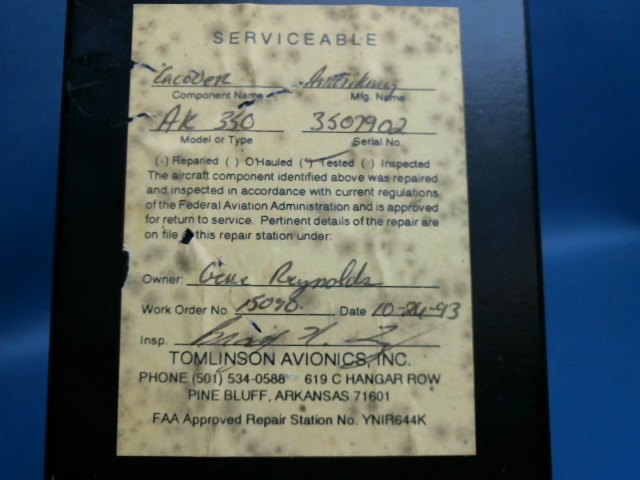 SERVICEABLE
Encoder
Component Name Mfg. Name
AK 350 3507902
Model or Type Serial No.
( ) Reparied ( ) O'Hauled (✓) Tested ( ) Inspected
The aircraft component identified above was repaired
and inspected in accordance with current regulations
of the Federal Aviation Administration and is approved
for return to service. Pertinent details of the repair are
on file this repair station under:
Owner: Gene Reynolds
Work Order No. 15090 Date 10-26-93
Insp.
TOMLINSON AVIONICS, INC.
PHONE (501) 534-0588 619 C HANGAR ROW
PINE BLUFF, ARKANSAS 71601
FAA Approved Repair Station No. YNIR644K